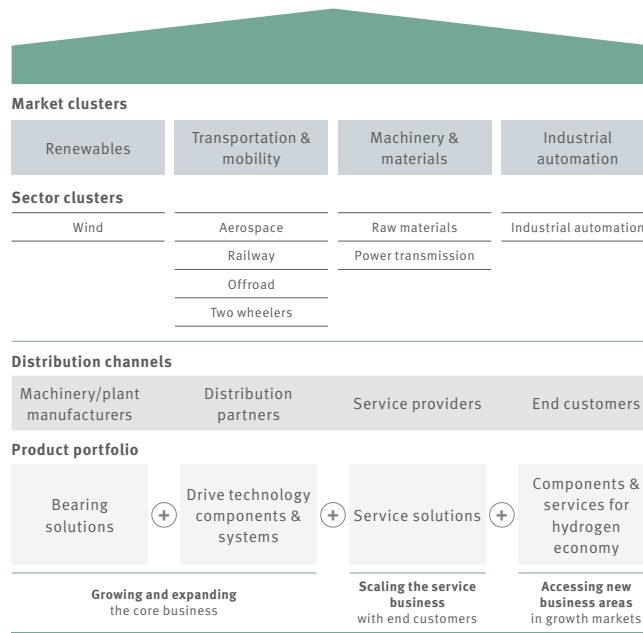 Market clusters
Renewables
Transportation &
mobility
Machinery &
materials
Industrial
automation
Sector clusters
Wind
Aerospace
Raw materials
Industrial automation
Railway
Power transmission
Offroad
Two wheelers
Distribution channels
Machinery/plant
manufacturers
Distribution
partners
Service providers
End customers
Product portfolio
Bearing
solutions
+
Drive technology
components &
systems
+
Service solutions
+
Components &
services for
hydrogen
economy
Growing and expanding
the core business
Scaling the service
business
with end customers
Accessing new
business areas
in growth markets